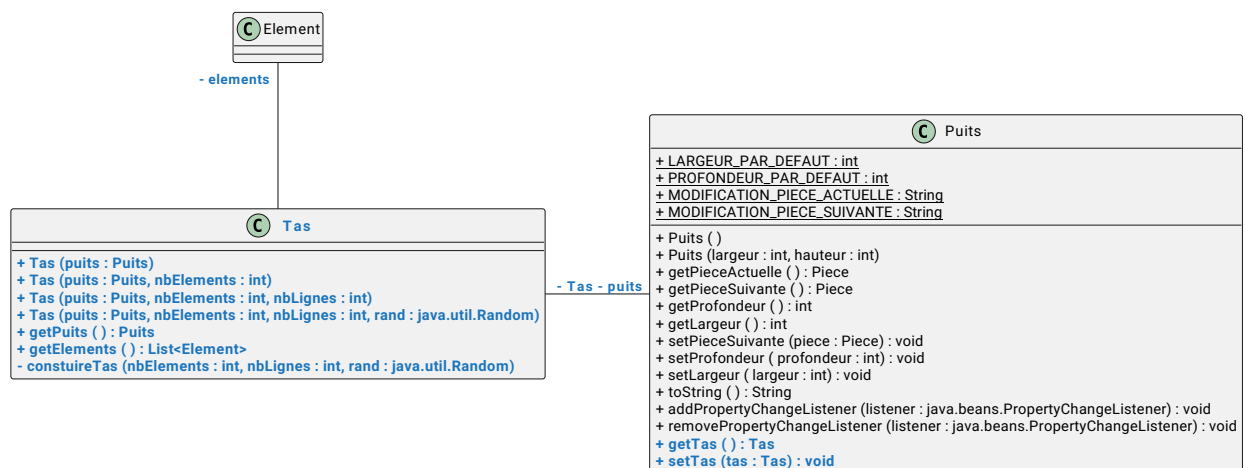 C Element
- elements
C Tas
+ Tas (puits : Puits)
+ Tas (puits : Puits, nbElements : int)
+ Tas (puits : Puits, nbElements : int, nbLignes : int)
+ Tas (puits : Puits, nbElements : int, nbLignes : int, rand : java.util.Random)
+ getPuits ( ) : Puits
+ getElements ( ) : List<Element>
- constuireTas (nbElements : int, nbLignes : int, rand : java.util.Random)
- Tas - puits
C Puits
+ LARGEUR_PAR_DEFAUT : int
+ PROFONDEUR_PAR_DEFAUT : int
+ MODIFICATION_PIECE_ACTUELLE : String
+ MODIFICATION_PIECE_SUIVANTE : String
+ Puits ( )
+ Puits (largeur : int, hauteur : int)
+ getPieceActuelle ( ) : Piece
+ getPieceSuivante ( ) : Piece
+ getProfondeur ( ) : int
+ getLargeur ( ) : int
+ setPieceSuivante (piece : Piece) : void
+ setProfondeur ( profondeur : int) : void
+ setLargeur ( largeur : int) : void
+ toString ( ) : String
+ addPropertyChangeListener (listener : java.beans.PropertyChangeListener) : void
+ removePropertyChangeListener (listener : java.beans.PropertyChangeListener) : void
+ getTas ( ) : Tas
+ setTas (tas : Tas) : void